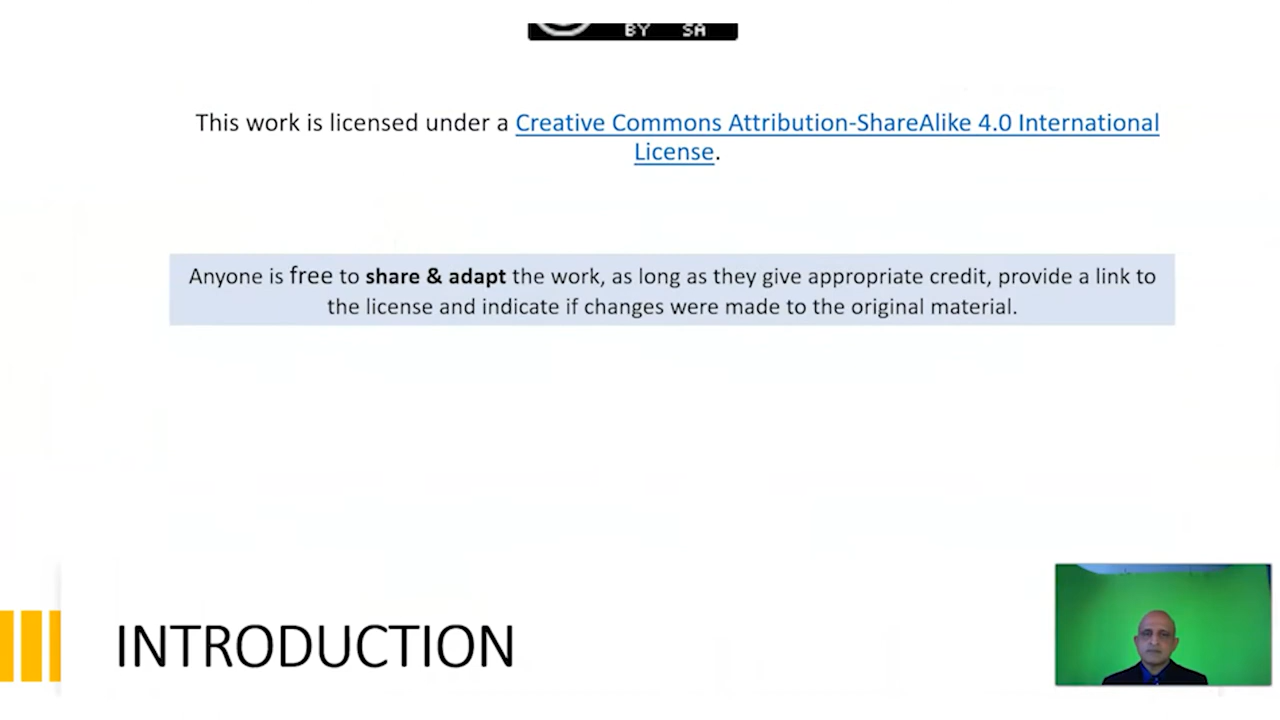 BY SA
This work is licensed under a Creative Commons Attribution-ShareAlike 4.0 International
License.
Anyone is free to share & adapt the work, as long as they give appropriate credit, provide a link to
the license and indicate if changes were made to the original material.
INTRODUCTION